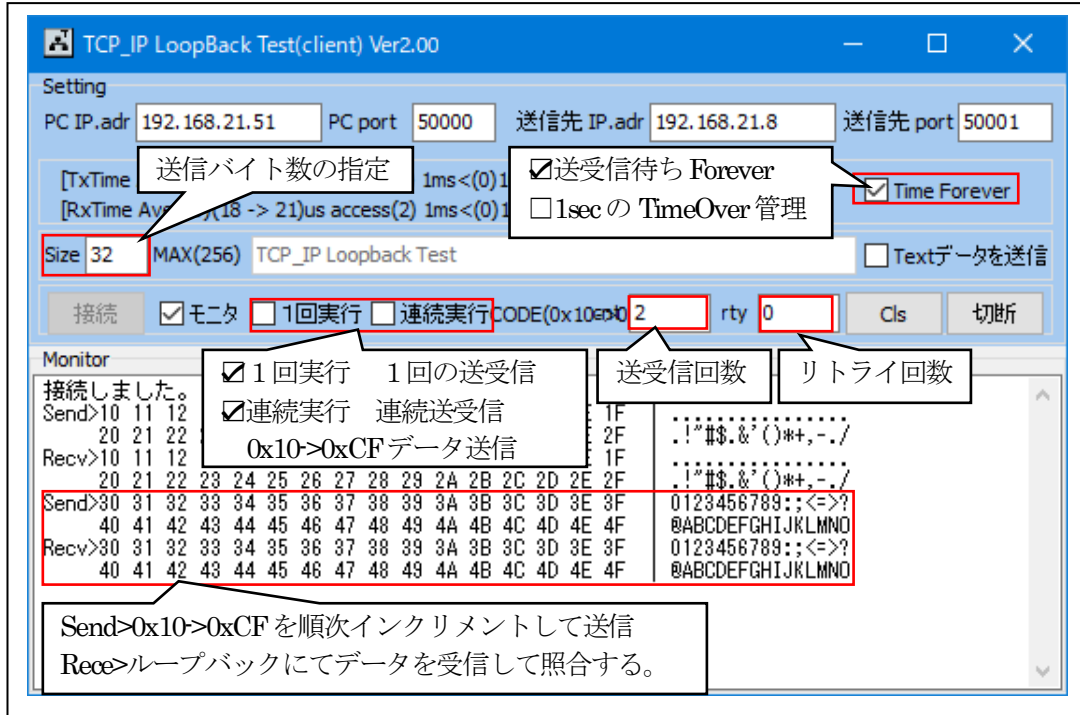 TCP_IP LoopBack Test(client) Ver2.00
Setting
PC IP.adr 192.168.21.51 PC port 50000 送信先 IP.adr 192.168.21.8 送信先 port 50001
送信バイト数の指定
☑送受信待ち Forever
□1sec の TimeOver 管理
[TxTime 1ms<(0)1
[RxTime (18 -> 21)us access(2) 1ms<(0)1
Time Forever
Size 32 MAX(256) TCP_IP Loopback Test Textデータを送信
接続 モニタ 1回実行 連続実行 CODE(0x10 2 rty 0 Cls 切断
☑１回実行 １回の送受信
☑連続実行 連続送受信
0x10->0xCF データ送信
送受信回数
リトライ回数
Monitor
接続しました。
Send>10 11 12 1F ................
20 21 22 2F .!"#$.&'()*+,-./
Recv>10 11 12 1F ................
20 21 22 23 24 25 26 27 28 29 2A 2B 2C 2D 2E 2F .!"#$.&'()*+,-./
Send>30 31 32 33 34 35 36 37 38 39 3A 3B 3C 3D 3E 3F 0123456789:;<=>?
40 41 42 43 44 45 46 47 48 49 4A 4B 4C 4D 4E 4F @ABCDEFGHIJKLMNO
Recv>30 31 32 33 34 35 36 37 38 39 3A 3B 3C 3D 3E 3F 0123456789:;<=>?
40 41 42 43 44 45 46 47 48 49 4A 4B 4C 4D 4E 4F @ABCDEFGHIJKLMNO
Send>0x10->0xCF を順次インクリメントして送信
Rece>ループバックにてデータを受信して照合する。